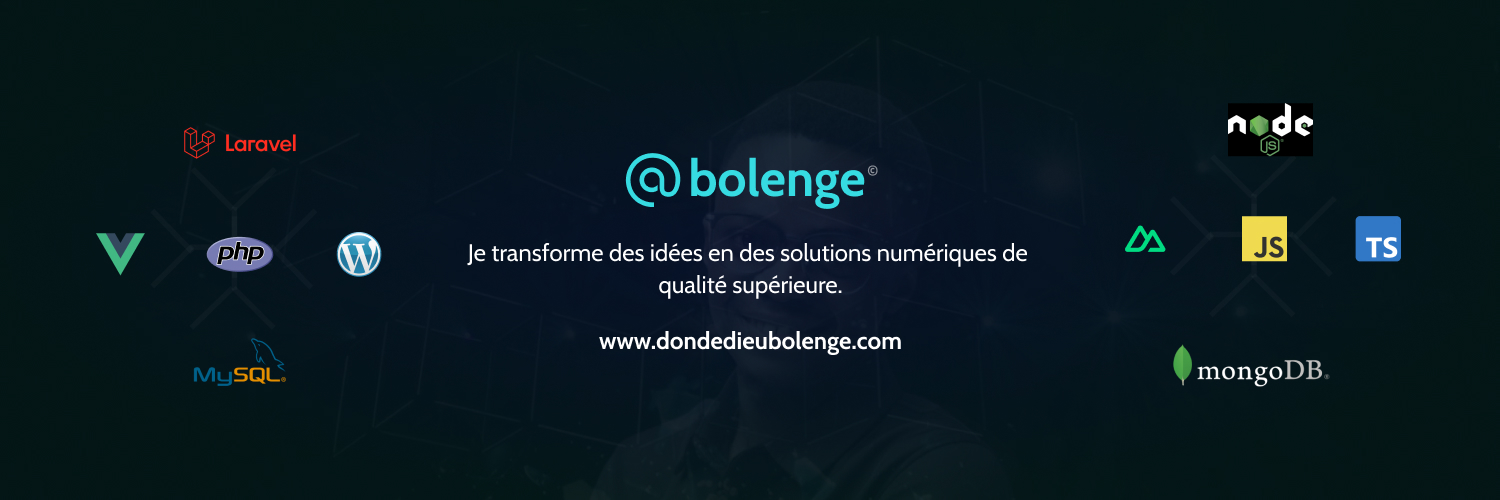 Laravel
php
W
MySQL®
@bolenge©
Je transforme des idées en des solutions numériques de
qualité supérieure.
www.dondedieubolenge.com
node
JS
JS
TS
mongoDB®